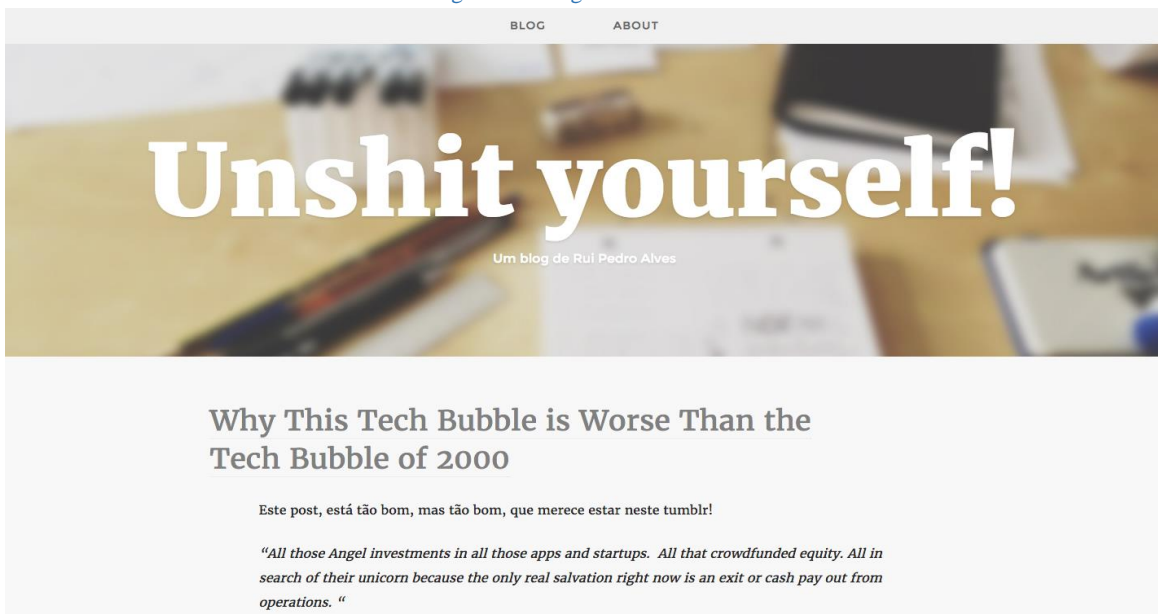 BLOG ABOUT
Unshit yourself!
Um blog de Rui Pedro Alves
Why This Tech Bubble is Worse Than the
Tech Bubble of 2000
Este post, está tão bom, mas tão bom, que merece estar neste tumblr!
“All those Angel investments in all those apps and startups.  All that crowdfunded equity. All in
search of their unicorn because the only real salvation right now is an exit or cash pay out from
operations. “